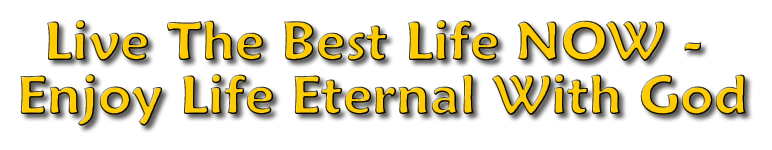 Live The Best Life NOW -
Enjoy Life Eternal With God